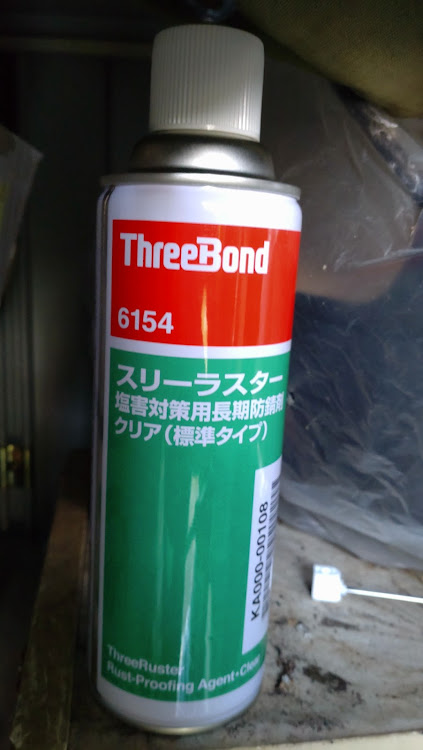 ThreeBond
6154
スリーラスター
塩害対策用長期防錆剤
クリア(標準タイプ)
KA000-00108
ThreeRuster
Rust-Proofing Agent・Clear